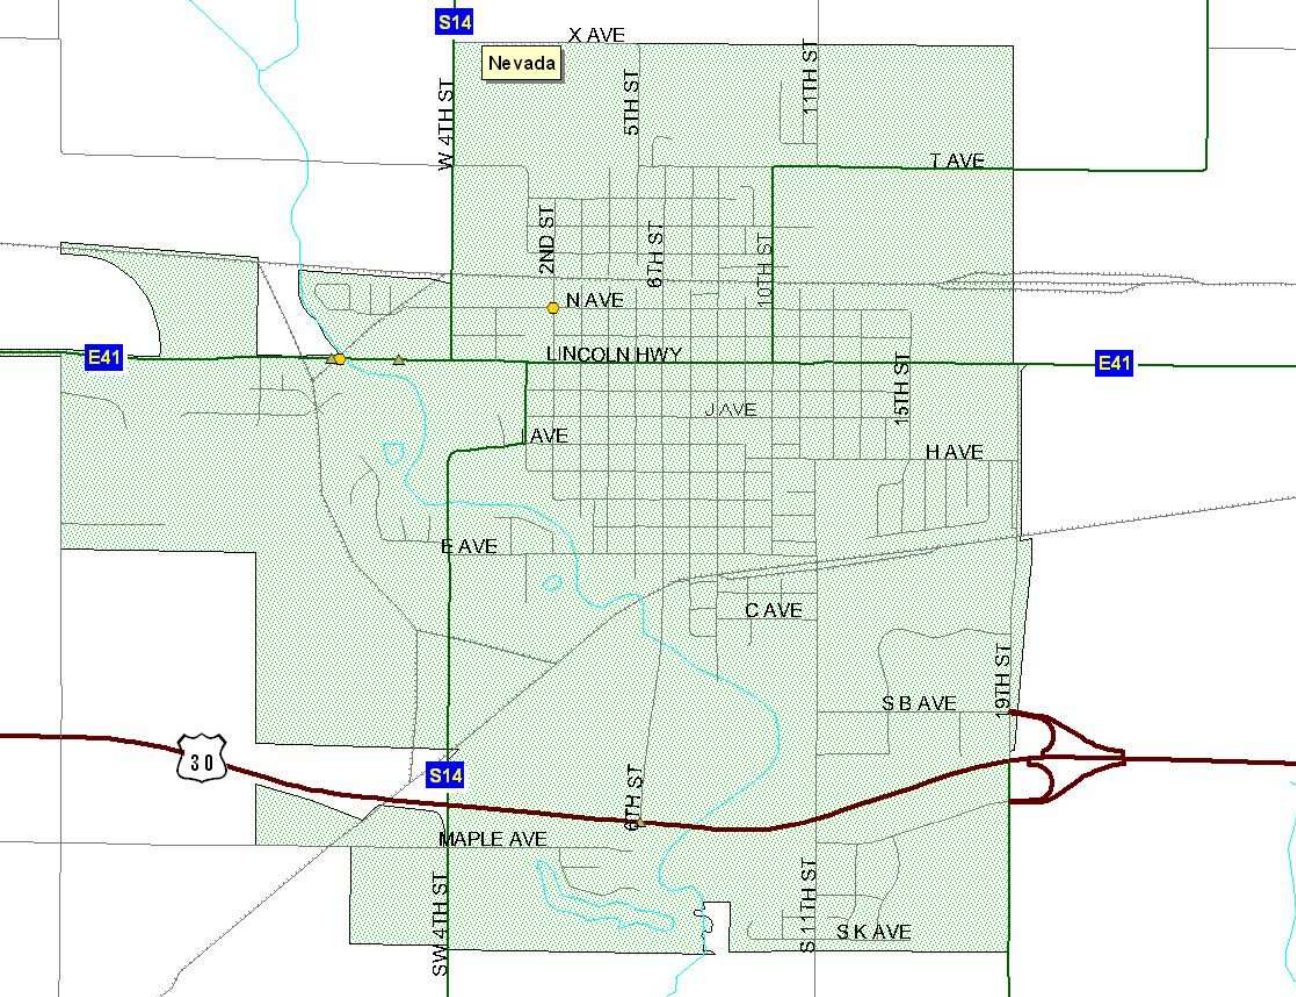 S14
X AVE
Nevada
W 4TH ST
5TH ST
11TH ST
T AVE
2ND ST
6TH ST
10TH ST
N AVE
E41
LINCOLN HWY
E41
15TH ST
J AVE
I AVE
H AVE
E AVE
C AVE
19TH ST
S B AVE
30
S14
6TH ST
MAPLE AVE
SW 4TH ST
S 11TH ST
S K AVE